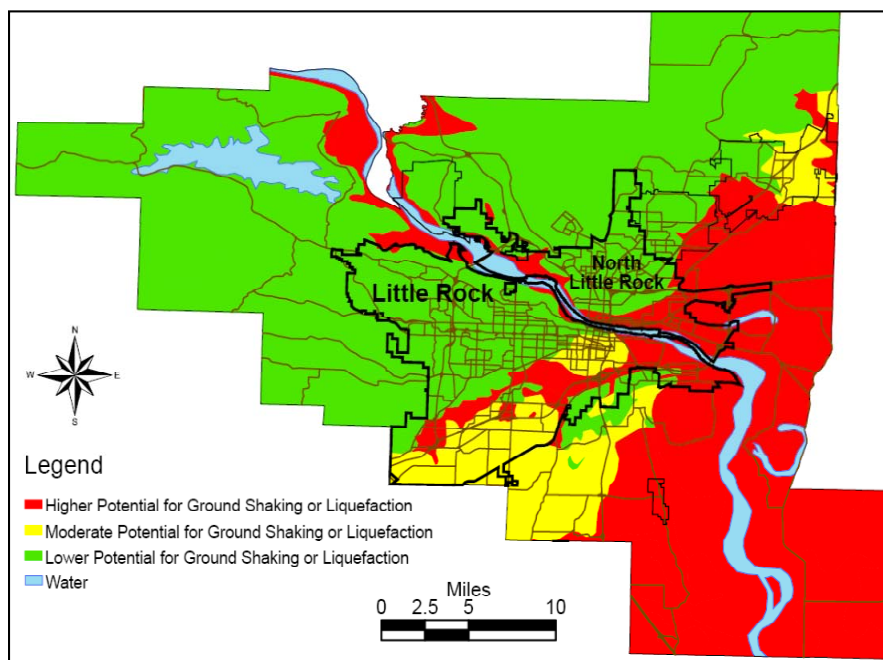 North
Little Rock
Little Rock
N
W
E
S
Legend
Higher Potential for Ground Shaking or Liquefaction
Moderate Potential for Ground Shaking or Liquefaction
Lower Potential for Ground Shaking or Liquefaction
Water
Miles
0 2.5 5 10